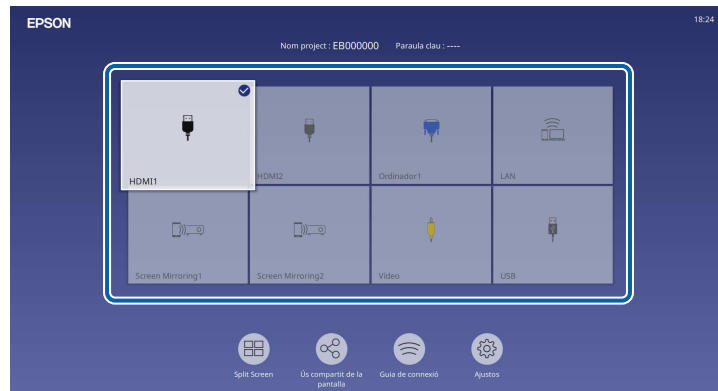 EPSON
18:24
Nom project : EB000000 Paraula clau : ----
HDMI1
HDMI2
Ordinador1
LAN
Screen Mirroring1
Screen Mirroring2
Vídeo
USB
Split Screen
Ús compartit de la
pantalla
Guia de connexió
Ajustos